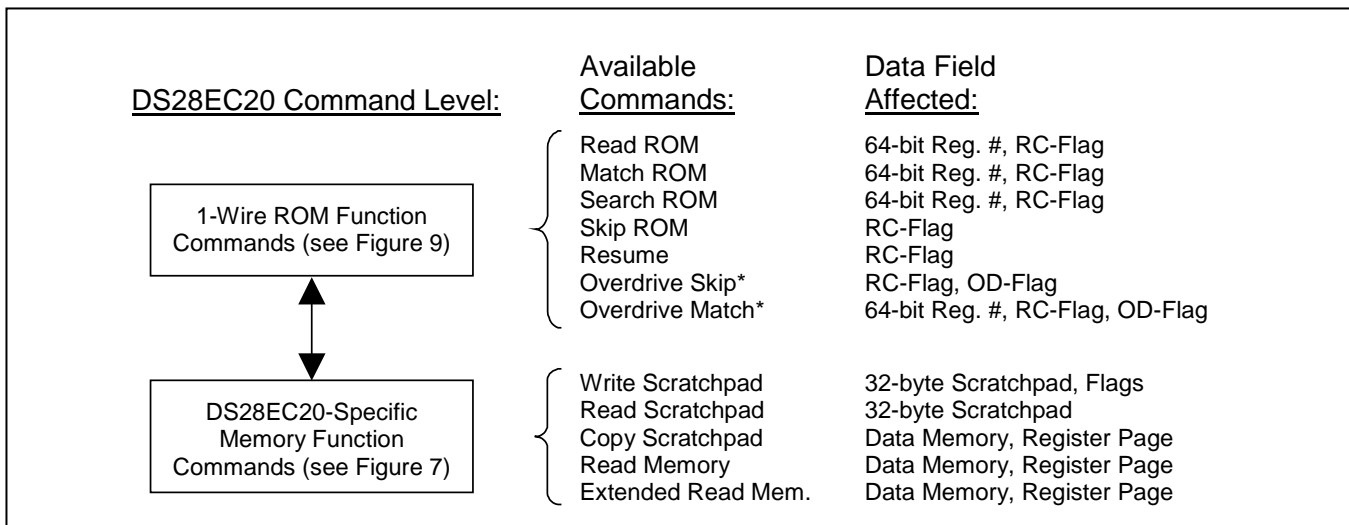 DS28EC20 Command Level:
Available
Commands:
Data Field
Affected:
1-Wire ROM Function
Commands (see Figure 9)
Read ROM 64-bit Reg. #, RC-Flag
Match ROM 64-bit Reg. #, RC-Flag
Search ROM 64-bit Reg. #, RC-Flag
Skip ROM RC-Flag
Resume RC-Flag
Overdrive Skip* RC-Flag, OD-Flag
Overdrive Match* 64-bit Reg. #, RC-Flag, OD-Flag
DS28EC20-Specific
Memory Function
Commands (see Figure 7)
Write Scratchpad 32-byte Scratchpad, Flags
Read Scratchpad 32-byte Scratchpad
Copy Scratchpad Data Memory, Register Page
Read Memory Data Memory, Register Page
Extended Read Mem. Data Memory, Register Page